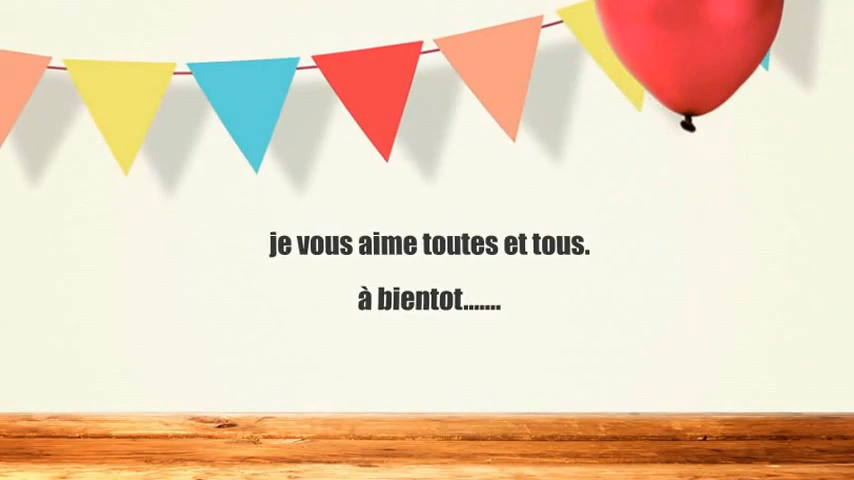 je vous aime toutes et tous.
à bientot.......